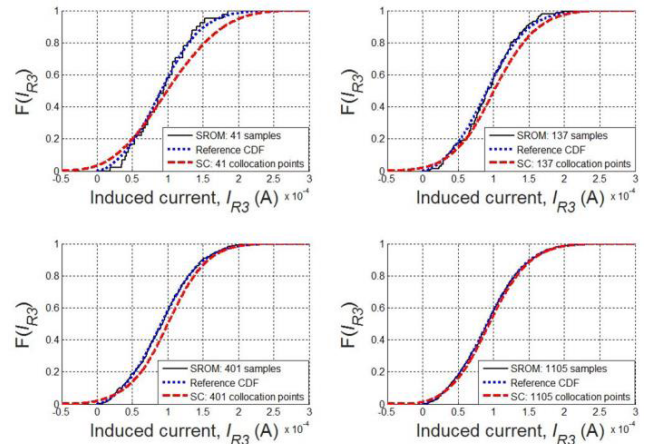 1
0.8
0.6
0.4
0.2
0
F(I_R3)
SROM: 41 samples
Reference CDF
SC: 41 collocation points
-0.5 0 0.5 1 1.5 2 2.5 3
Induced current, I_R3 (A) × 10^-4
1
0.8
0.6
0.4
0.2
0
F(I_R3)
SROM: 137 samples
Reference CDF
SC: 137 collocation points
-0.5 0 0.5 1 1.5 2 2.5 3
Induced current, I_R3 (A) × 10^-4
1
0.8
0.6
0.4
0.2
0
F(I_R3)
SROM: 401 samples
Reference CDF
SC: 401 collocation points
-0.5 0 0.5 1 1.5 2 2.5 3
Induced current, I_R3 (A) × 10^-4
1
0.8
0.6
0.4
0.2
0
F(I_R3)
SROM: 1105 samples
Reference CDF
SC: 1105 collocation points
-0.5 0 0.5 1 1.5 2 2.5 3
Induced current, I_R3 (A) × 10^-4